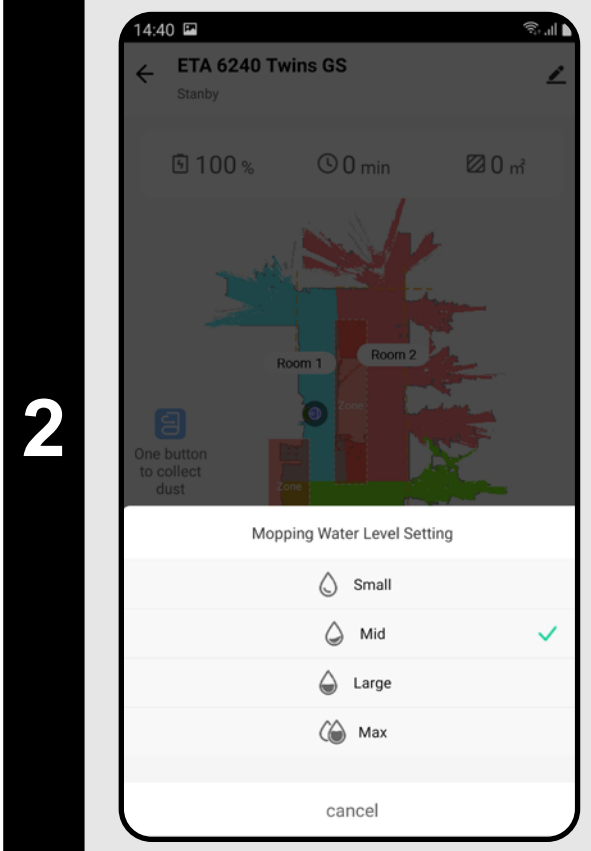 2
14:40
ETA 6240 Twins GS
Stanby
100 %
0 min
0 ㎡
Room 1
Room 2
Zone
One button
to collect
dust
Zone
Mopping Water Level Setting
Small
Mid
Large
Max
cancel